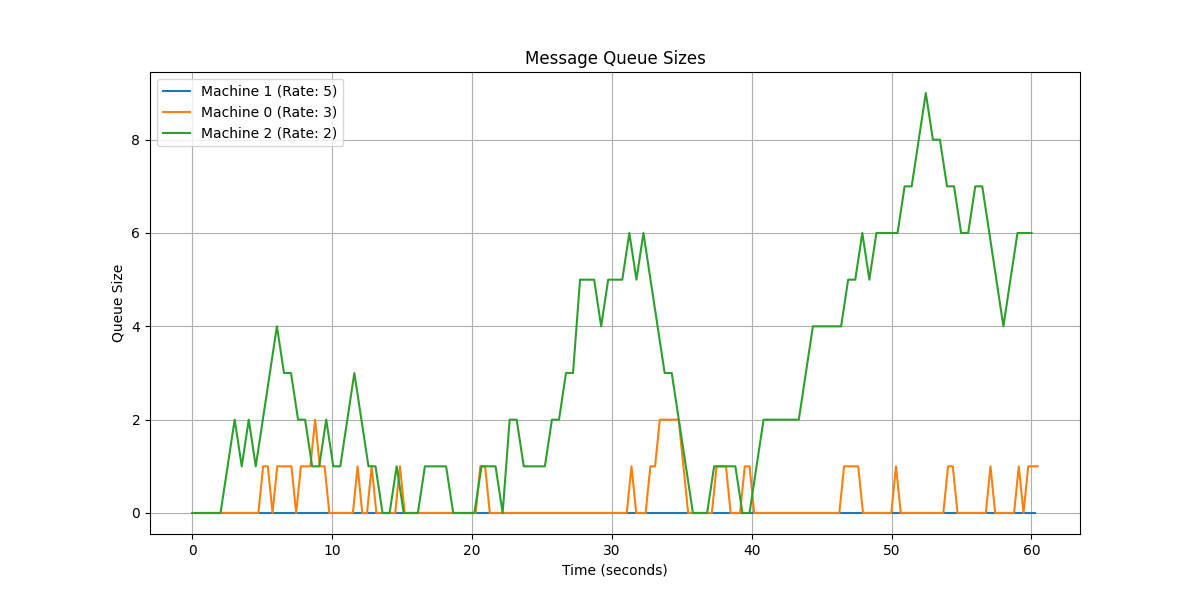 Message Queue Sizes
Machine 1 (Rate: 5)
Machine 0 (Rate: 3)
Machine 2 (Rate: 2)
8
6
4
2
0
Queue Size
0 10 20 30 40 50 60
Time (seconds)